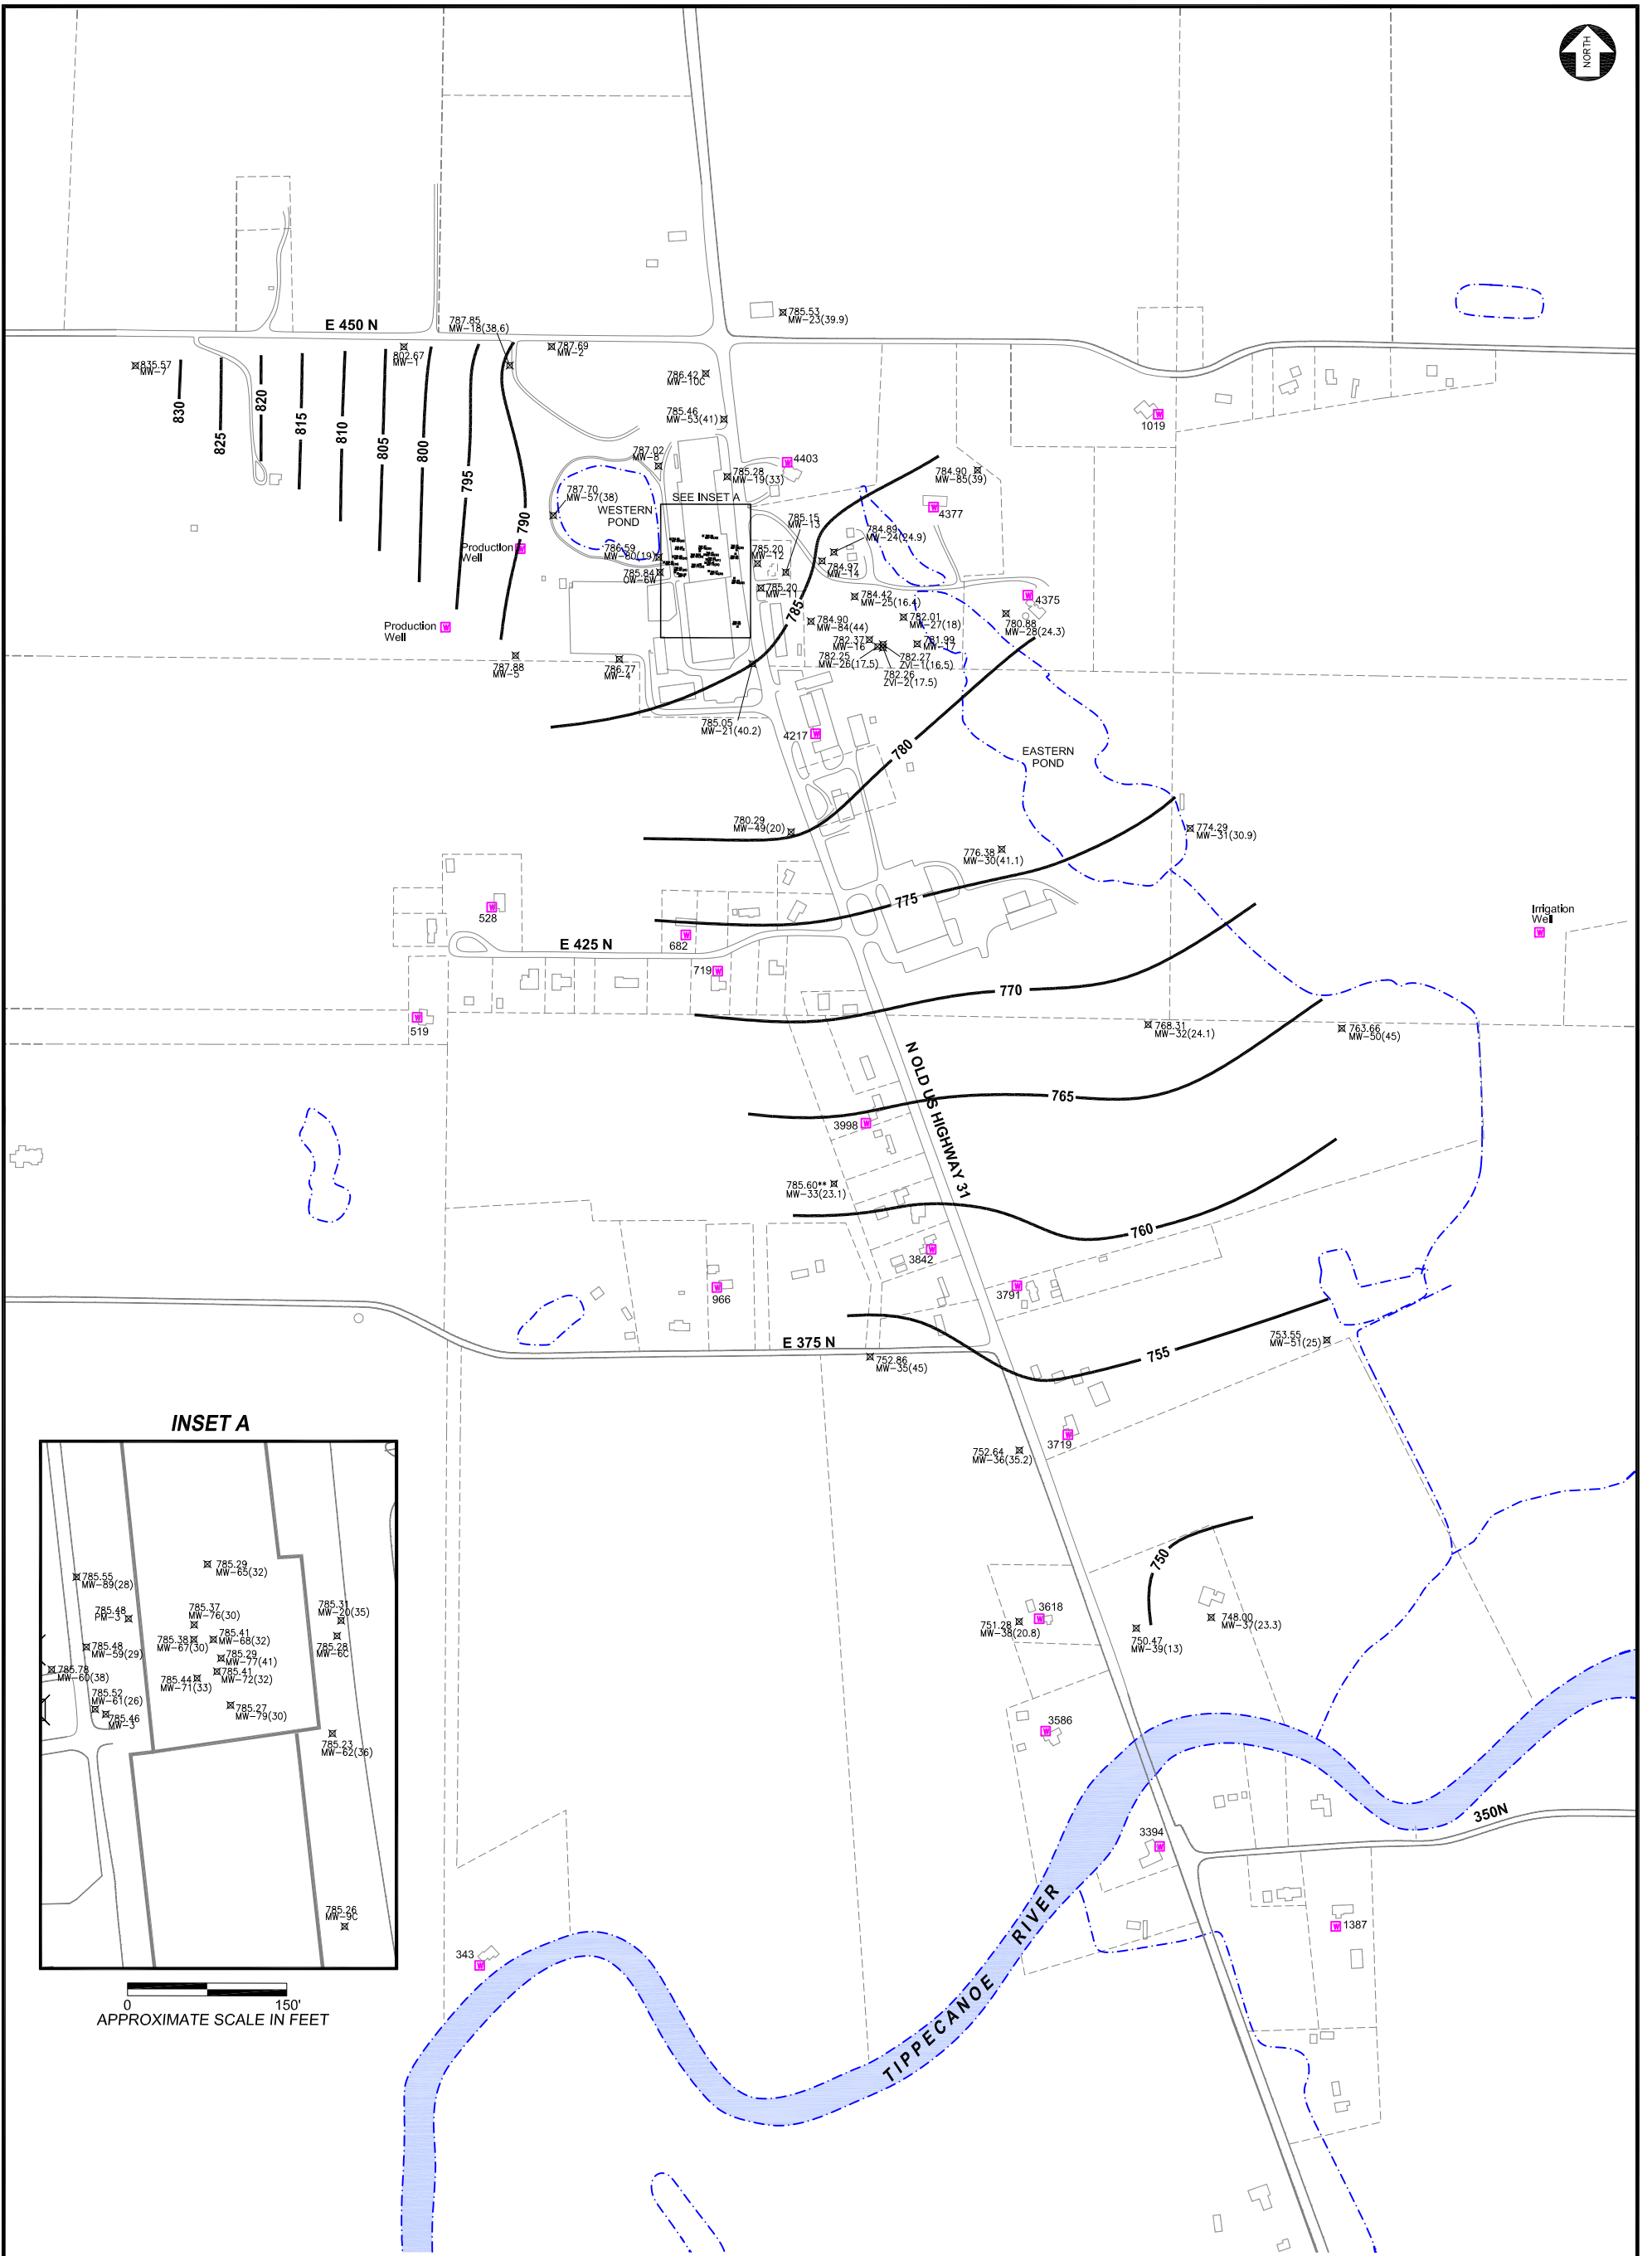 NORTH
E 450 N
787.85
MW-18(38.6)
785.53
MW-23(39.9)
802.67
MW-1
787.69
MW-2
835.57
MW-7
786.42
MW-10C
830
825
820
815
810
805
800
795
790
785.46
MW-53(41)
1019
787.02
MW-8
4403
785.28
MW-19(33)
784.90
MW-85(39)
SEE INSET A
787.70
MW-57(38)
WESTERN
POND
4377
785.15
MW-13
784.89
MW-24(24.9)
Production
Well
786.59
MW-80(19)
785.20
MW-12
784.97
MW-14
785.84
OW-6W
785.20
MW-11
784.42
MW-25(16.4)
4375
785
784.90
MW-84(44)
782.01
MW-27(18)
780.88
MW-28(24.3)
Production
Well
782.37
MW-16
781.99
MW-17
782.25
MW-26(17.5)
782.27
ZVI-1(16.5)
782.26
ZVI-2(17.5)
787.88
MW-5
786.77
MW-4
785.05
MW-21(40.2)
4217
780
EASTERN
POND
780.29
MW-49(20)
774.29
MW-31(30.9)
776.38
MW-30(41.1)
775
528
Irrigation
Well
E 425 N
682
719
770
519
768.31
MW-32(24.1)
763.66
MW-50(45)
N OLD US HIGHWAY 31
765
3998
785.60**
MW-33(23.1)
760
3842
966
3791
E 375 N
753.55
MW-51(25)
755
752.86
MW-35(45)
3719
752.64
MW-36(35.2)
750
3618
751.28
MW-38(20.8)
750.47
MW-39(13)
748.00
MW-37(23.3)
3586
350N
3394
1387
TIPPECANOE RIVER
343
INSET A
785.29
MW-65(32)
785.55
MW-89(28)
785.48
PM-3
785.37
MW-76(30)
785.31
MW-20(35)
785.38
MW-67(30)
785.41
MW-68(32)
785.28
MW-6C
785.48
MW-59(29)
785.29
MW-77(41)
785.78
MW-60(38)
785.44
MW-71(33)
785.41
MW-72(32)
785.52
MW-61(26)
785.46
MW-3
785.27
MW-79(30)
785.23
MW-62(36)
785.26
MW-9C
0 150'
APPROXIMATE SCALE IN FEET